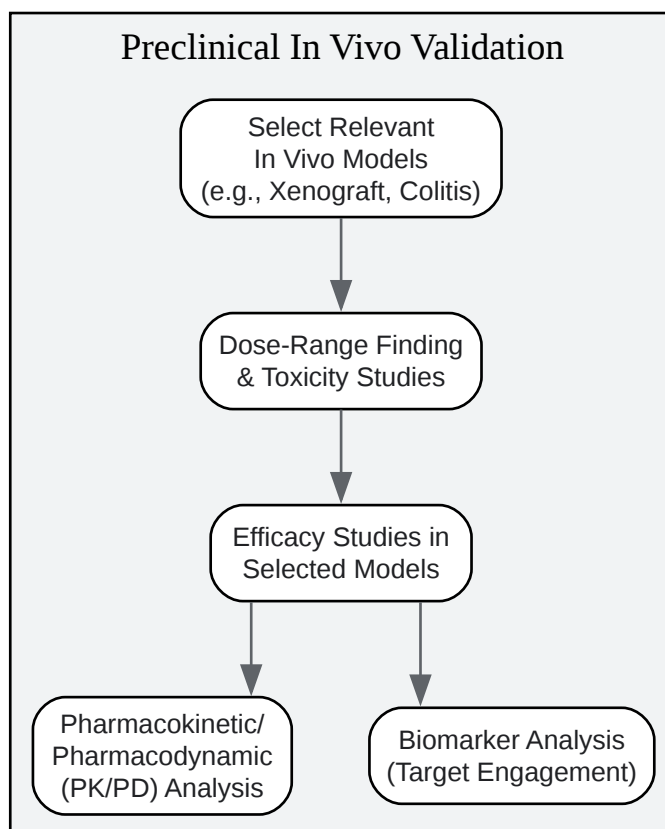 Preclinical In Vivo Validation
Select Relevant
In Vivo Models
(e.g., Xenograft, Colitis)
Dose-Range Finding
& Toxicity Studies
Efficacy Studies in
Selected Models
Pharmacokinetic/
Pharmacodynamic
(PK/PD) Analysis
Biomarker Analysis
(Target Engagement)